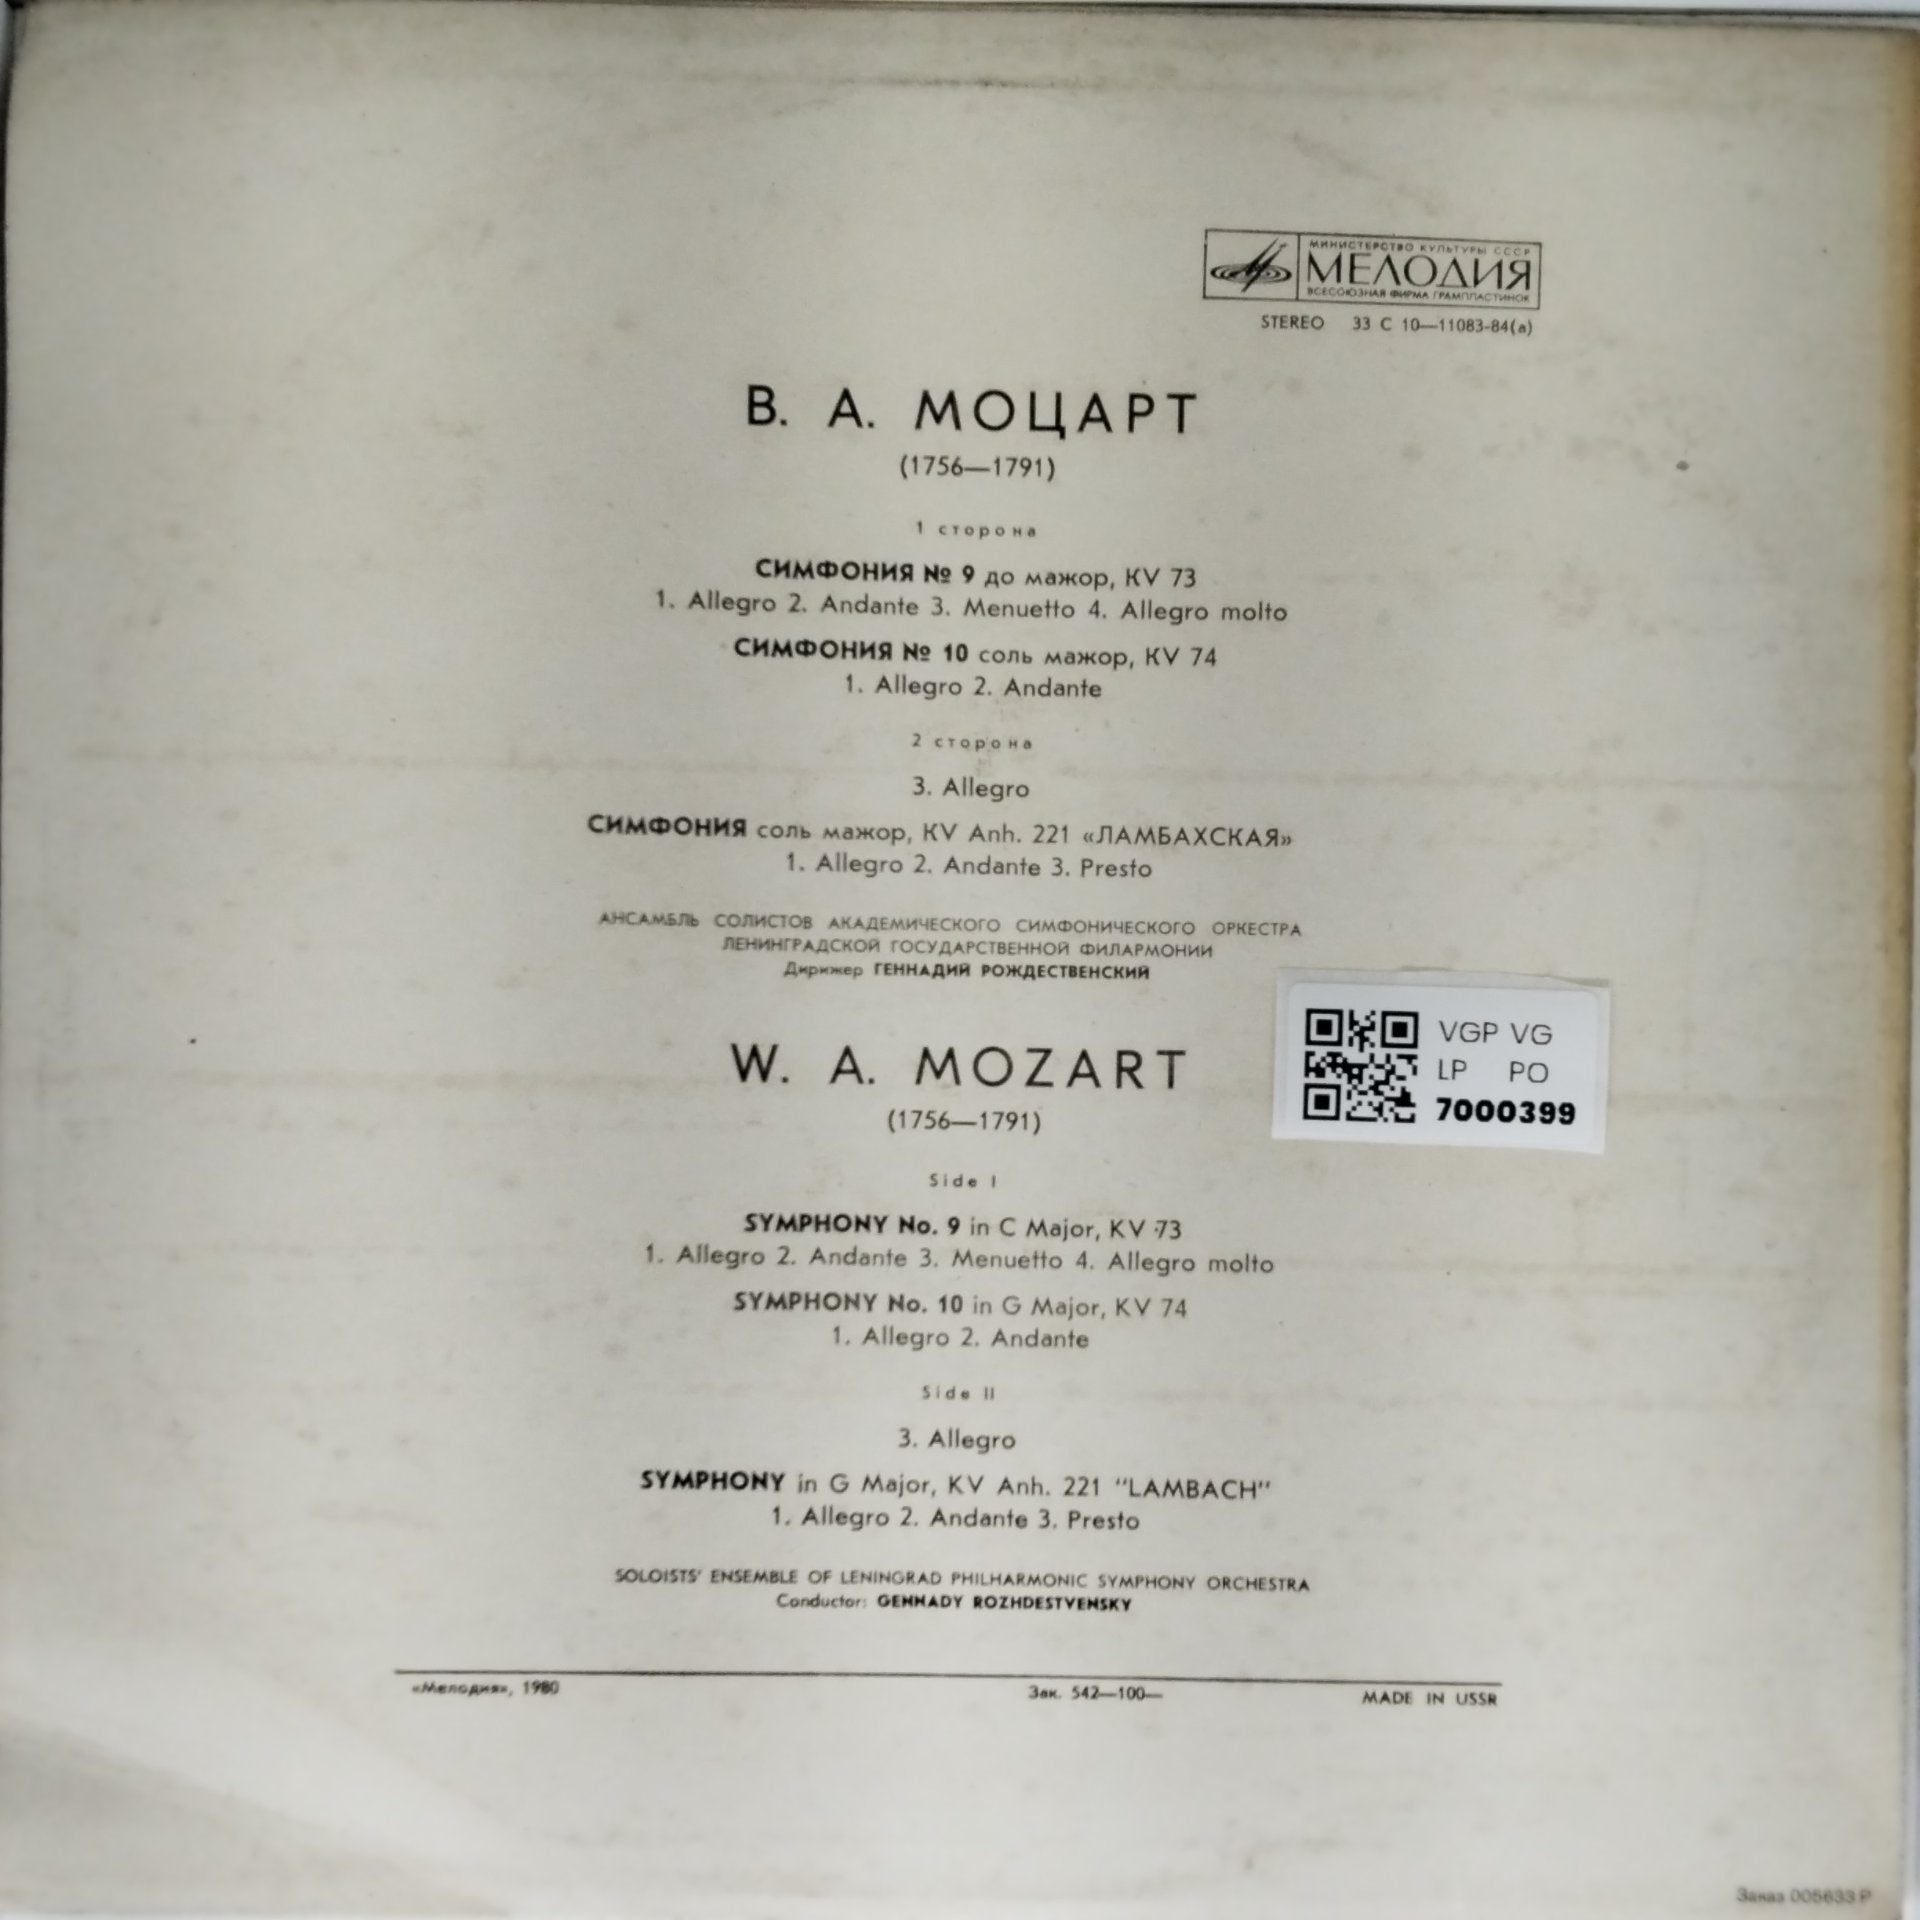 МИНИСТЕРСТВО КУЛЬТУРЫ СССР
МЕЛОДИЯ
ВСЕСОЮЗНАЯ ФИРМА ГРАМПЛАСТИНОК
STEREO 33 С 10—11083-84(а)
В. А. МОЦАРТ
(1756—1791)
1 сторона
СИМФОНИЯ № 9 до мажор, KV 73
1. Allegro 2. Andante 3. Menuetto 4. Allegro molto
СИМФОНИЯ № 10 соль мажор, KV 74
1. Allegro 2. Andante
2 сторона
3. Allegro
СИМФОНИЯ соль мажор, KV Anh. 221 «ЛАМБАХСКАЯ»
1. Allegro 2. Andante 3. Presto
АНСАМБЛЬ СОЛИСТОВ АКАДЕМИЧЕСКОГО СИМФОНИЧЕСКОГО ОРКЕСТРА
ЛЕНИНГРАДСКОЙ ГОСУДАРСТВЕННОЙ ФИЛАРМОНИИ
Дирижер ГЕННАДИЙ РОЖДЕСТВЕНСКИЙ
VGP VG
LP PO
7000399
W. A. MOZART
(1756—1791)
Side I
SYMPHONY No. 9 in C Major, KV 73
1. Allegro 2. Andante 3. Menuetto 4. Allegro molto
SYMPHONY No. 10 in G Major, KV 74
1. Allegro 2. Andante
Side II
3. Allegro
SYMPHONY in G Major, KV Anh. 221 "LAMBACH"
1. Allegro 2. Andante 3. Presto
SOLOISTS' ENSEMBLE OF LENINGRAD PHILHARMONIC SYMPHONY ORCHESTRA
Conductor: GENNADY ROZHDESTVENSKY
«Мелодия», 1980
Зак. 542—100—
MADE IN USSR
Заказ 005633 Р